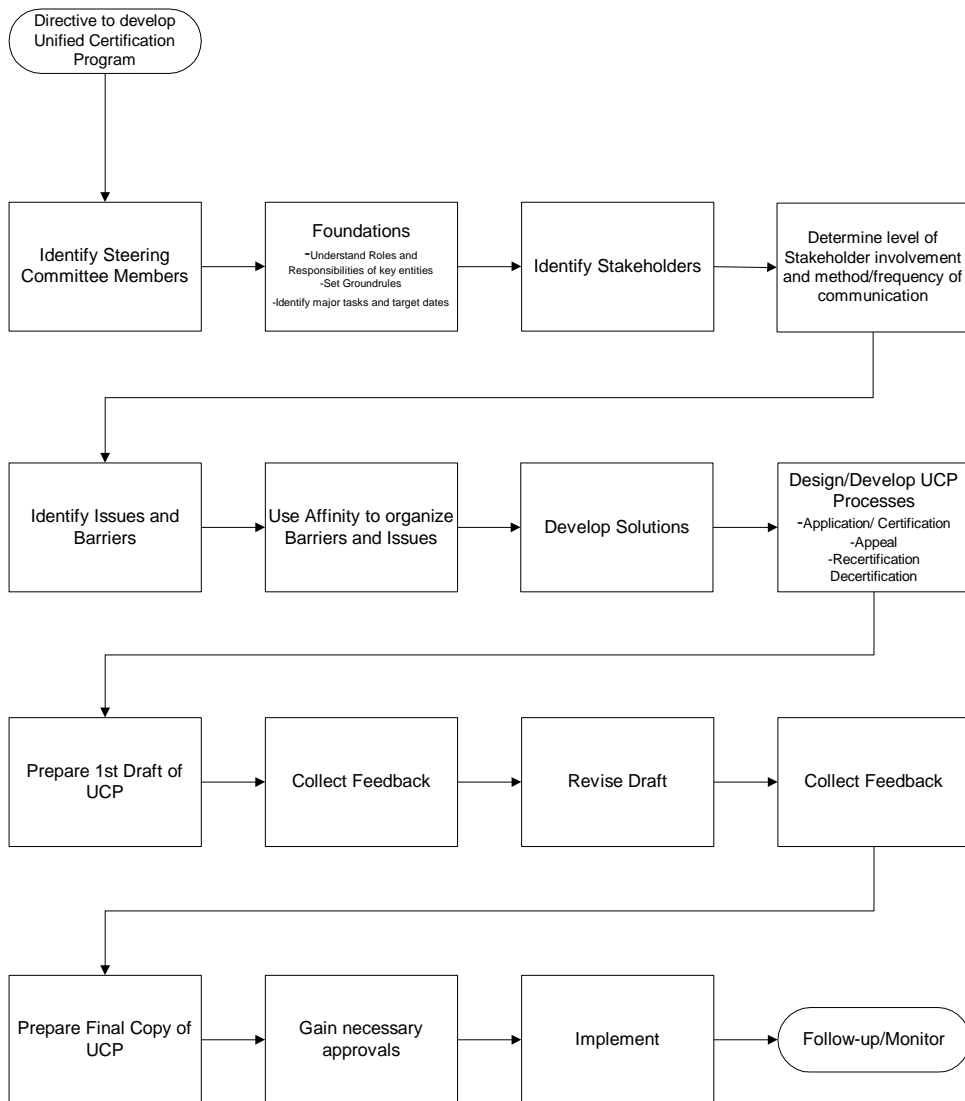 Directive to develop
Unified Certification
Program
Identify Steering
Committee Members
Foundations
-Understand Roles and
Responsibilities of key entities
-Set Groundrules
-Identify major tasks and target dates
Identify Stakeholders
Determine level of
Stakeholder involvement
and method/frequency of
communication
Identify Issues and
Barriers
Use Affinity to organize
Barriers and Issues
Develop Solutions
Design/Develop UCP
Processes
-Application/ Certification
-Appeal
-Recertification
Decertification
Prepare 1st Draft of
UCP
Collect Feedback
Revise Draft
Collect Feedback
Prepare Final Copy of
UCP
Gain necessary
approvals
Implement
Follow-up/Monitor